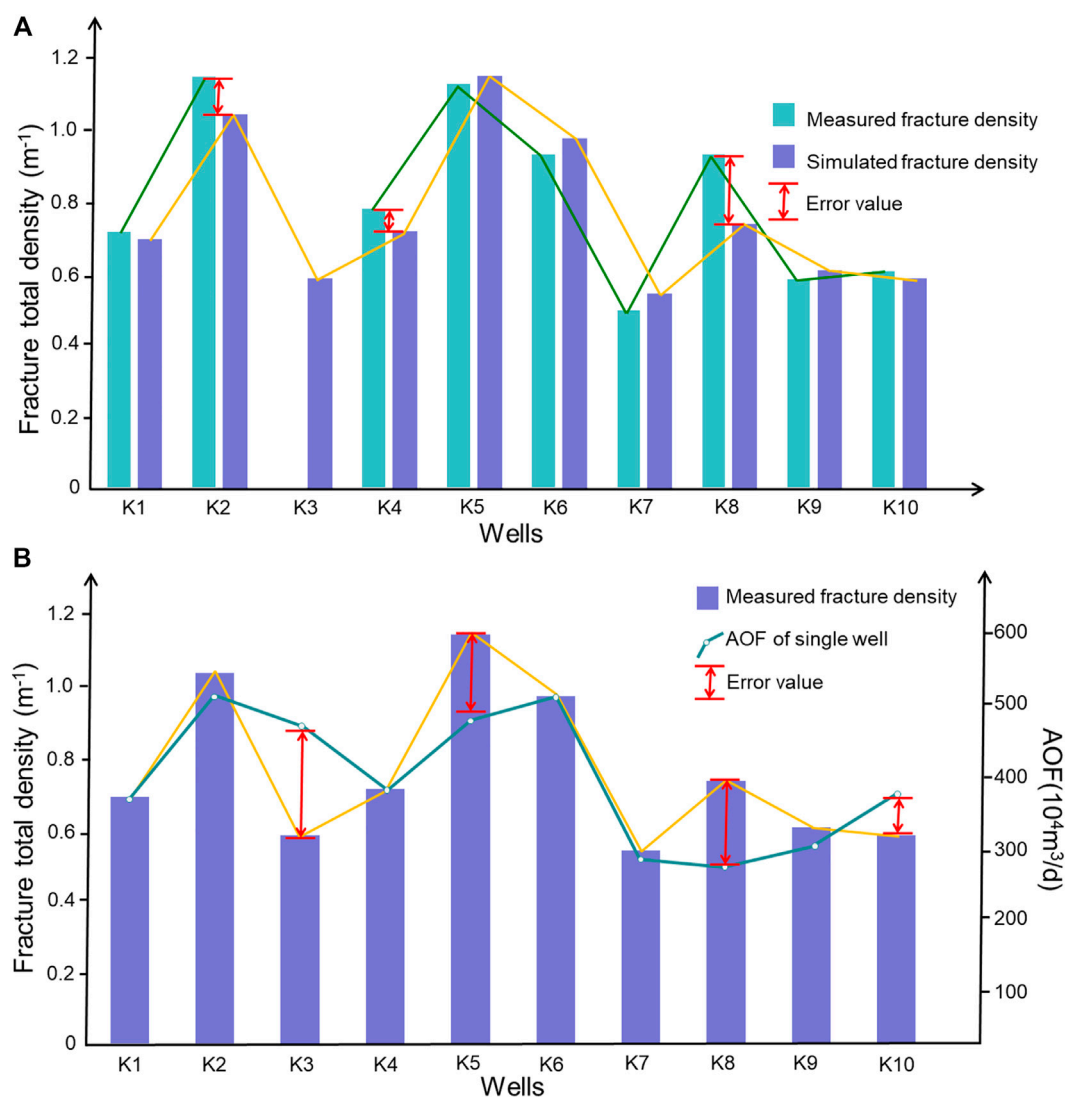 A
Fracture total density (m⁻¹)
1.2
1.0
0.8
0.6
0.4
0.2
0
Measured fracture density
Simulated fracture density
Error value
K1 K2 K3 K4 K5 K6 K7 K8 K9 K10
Wells
B
Fracture total density (m⁻¹)
1.2
1.0
0.8
0.6
0.4
0.2
0
Measured fracture density
AOF of single well
Error value
600
500
400
300
200
100
AOF(10⁴m³/d)
K1 K2 K3 K4 K5 K6 K7 K8 K9 K10
Wells